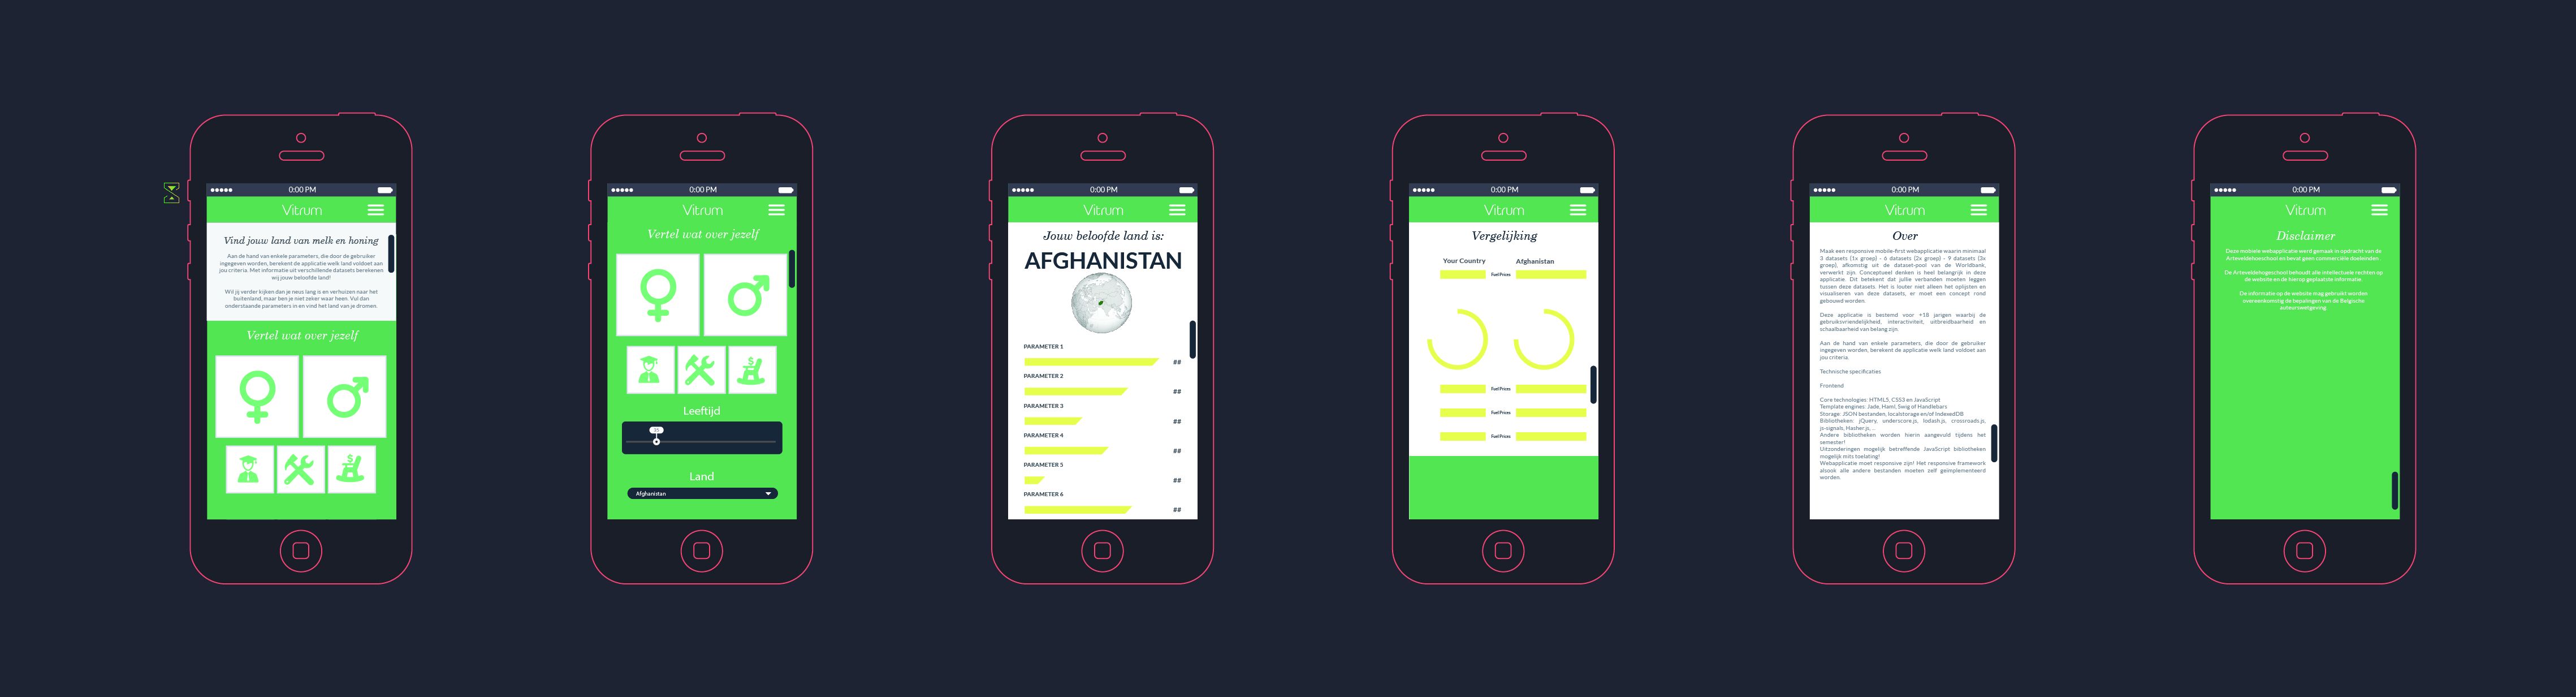 0:00 PM
Vitrum
Vind jouw land van melk en honing
Aan de hand van enkele parameters, die door de gebruiker
ingegeven worden, berekent de applicatie welk land voldoet aan
jou criteria. Met informatie uit verschillende datasets berekenen
wij jouw beloofde land!
Wil jij verder kijken dan je neus lang is en verhuizen naar het
buitenland, maar ben je niet zeker waar heen. Vul dan
onderstaande parameters in en vind het land van je dromen.
Vertel wat over jezelf
0:00 PM
Vitrum
Vertel wat over jezelf
Leeftijd
Land
Afghanistan
0:00 PM
Vitrum
Jouw beloofde land is:
AFGHANISTAN
PARAMETER 1
##
PARAMETER 2
##
PARAMETER 3
##
PARAMETER 4
##
PARAMETER 5
##
PARAMETER 6
##
0:00 PM
Vitrum
Vergelijking
Your Country Afghanistan
Fuel Prices
Fuel Prices
Fuel Prices
Fuel Prices
0:00 PM
Vitrum
Over
Maak een responsive mobile-first webapplicatie waarin minimaal
3 datasets (1x groep) - 6 datasets (2x groep) - 9 datasets (3x
groep), afkomstig uit de dataset-pool van de Worldbank,
verwerkt zijn. Conceptueel denken is heel belangrijk in deze
applicatie. Dit betekent dat jullie verbanden moeten leggen
tussen deze datasets. Het is louter niet alleen het oplijsten en
visualiseren van deze datasets, er moet een concept rond
gebouwd worden.
Deze applicatie is bestemd voor +18 jarigen waarbij de
gebruiksvriendelijkheid, interactiviteit, uitbreidbaarheid en
schaalbaarheid van belang zijn.
Aan de hand van enkele parameters, die door de gebruiker
ingegeven worden, berekent de applicatie welk land voldoet aan
jou criteria.
Technische specificaties
Frontend
Core technologies: HTML5, CSS3 en JavaScript
Template engines: Jade, Haml, Swig of Handlebars
Storage: JSON bestanden, localstorage en/of IndexedDB
Bibliotheken: jQuery, underscore.js, lodash.js, crossroads.js,
js-signals, Hasher.js, ...
Andere bibliotheken worden hierin aangevuld tijdens het
semester!
Uitzonderingen mogelijk betreffende JavaScript bibliotheken
mogelijk mits toelating!
Webapplicatie moet responsive zijn! Het responsive framework
alsook alle andere bestanden moeten zelf geïmplementeerd
worden.
0:00 PM
Vitrum
Disclaimer
Deze mobiele webapplicatie werd gemaakt in opdracht van de
Arteveldehoeschool en bevat geen commerciële doeleinden.
De Arteveldehogeschool behoudt alle intellectuele rechten op
de website en de hierop geplaatste informatie.
De informatie op de website mag gebruikt worden
overeenkomstig de bepalingen van de Belgische
auteurswetgeving.